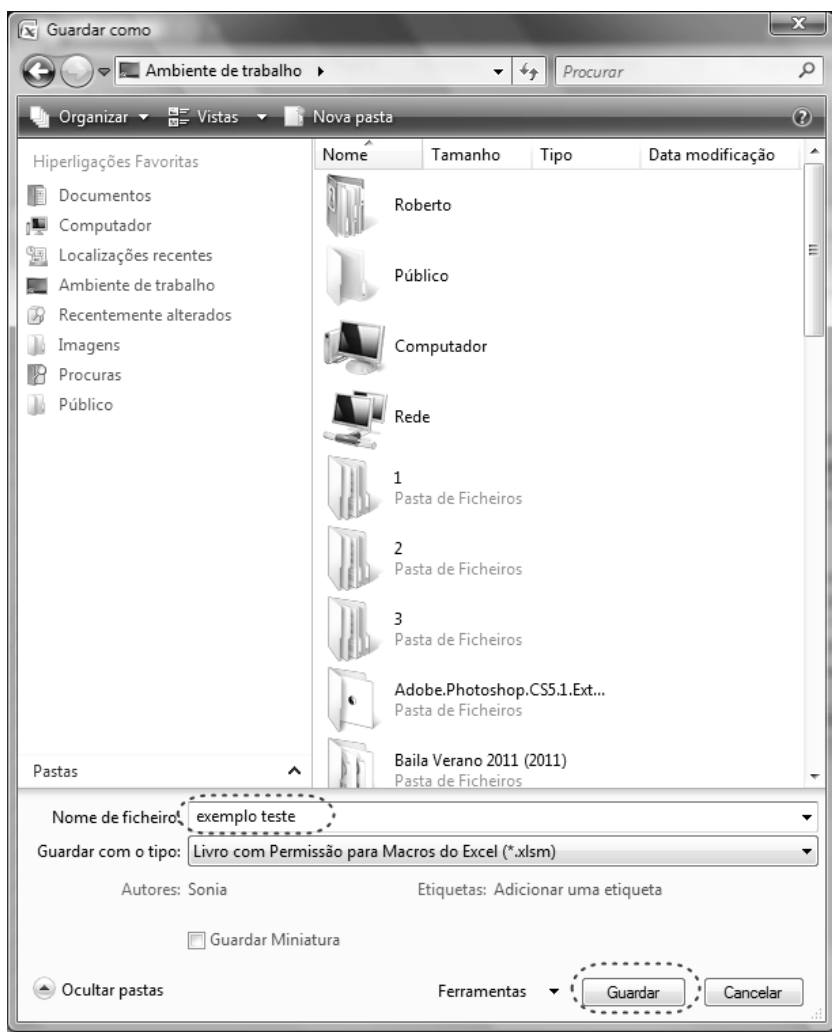 Guardar como
Ambiente de trabalho
Procurar
Organizar Vistas Nova pasta
Hiperligações Favoritas
Documentos
Computador
Localizações recentes
Ambiente de trabalho
Recentemente alterados
Imagens
Procuras
Público
Pastas
Nome Tamanho Tipo Data modificação
Roberto
Público
Computador
Rede
1
Pasta de Ficheiros
2
Pasta de Ficheiros
3
Pasta de Ficheiros
Adobe.Photoshop.CS5.1.Ext...
Pasta de Ficheiros
Baila Verano 2011 (2011)
Pasta de Ficheiros
Nome de ficheiro: exemplo teste
Guardar com o tipo: Livro com Permissão para Macros do Excel (*.xlsm)
Autores: Sonia Etiquetas: Adicionar uma etiqueta
Guardar Miniatura
Ocultar pastas Ferramentas Guardar Cancelar